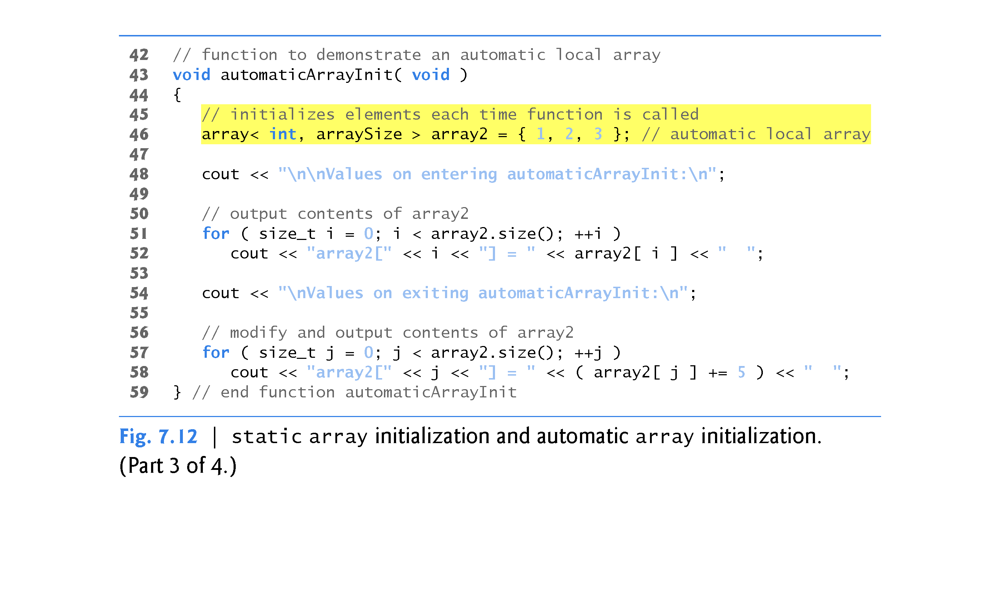 42 // function to demonstrate an automatic local array
43 void automaticArrayInit( void )
44 {
45 // initializes elements each time function is called
46 array< int, arraySize > array2 = { 1, 2, 3 }; // automatic local array
47
48 cout << "\n\nValues on entering automaticArrayInit:\n";
49
50 // output contents of array2
51 for ( size_t i = 0; i < array2.size(); ++i )
52 cout << "array2[" << i << "] = " << array2[ i ] << "  ";
53
54 cout << "\nValues on exiting automaticArrayInit:\n";
55
56 // modify and output contents of array2
57 for ( size_t j = 0; j < array2.size(); ++j )
58 cout << "array2[" << j << "] = " << ( array2[ j ] += 5 ) << "  ";
59 } // end function automaticArrayInit
Fig. 7.12 | static array initialization and automatic array initialization.
(Part 3 of 4.)